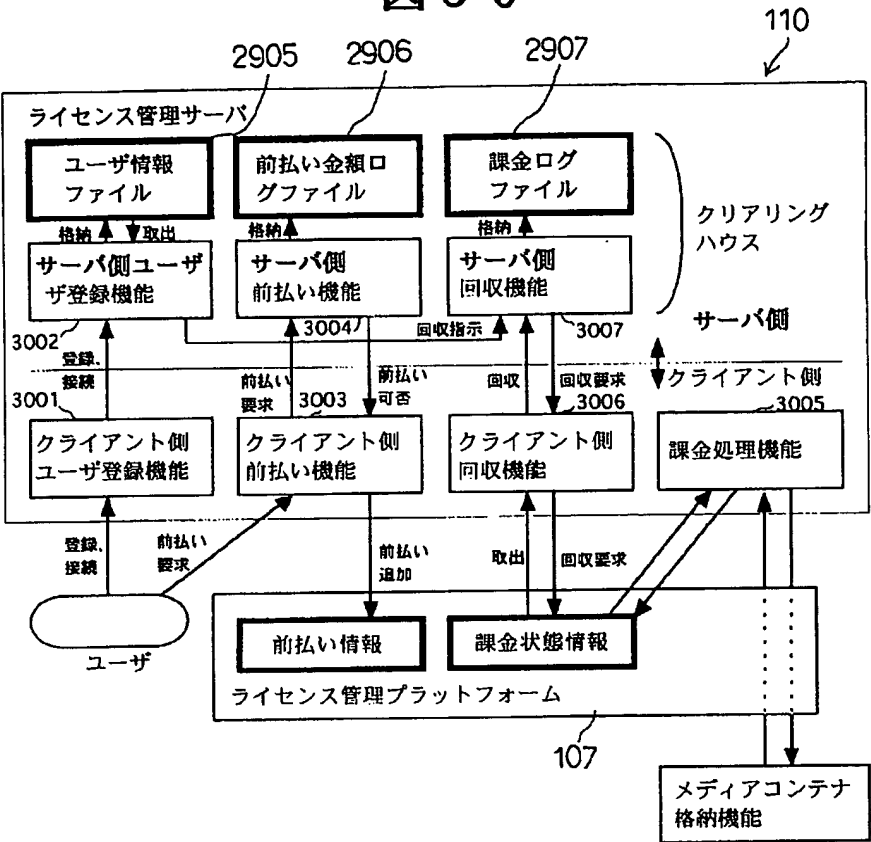 図30
110
2905
2906
2907
ライセンス管理サーバ
ユーザ情報
ファイル
前払い金額ロ
グファイル
課金ログ
ファイル
クリアリング
ハウス
格納
取出
格納
格納
サーバ側ユーザ
ザ登録機能
サーバ側
前払い機能
サーバ側
回収機能
3002
3004
回収指示
3007
サーバ側
登録、
接続
前払い
要求
前払い
可否
回収
回収要求
クライアント側
3001
3003
3006
3005
クライアント側
ユーザ登録機能
クライアント側
前払い機能
クライアント側
回収機能
課金処理機能
登録、
接続
前払い
要求
前払い
追加
取出
回収要求
ユーザ
前払い情報
課金状態情報
ライセンス管理プラットフォーム
107
メディアコンテナ
格納機能